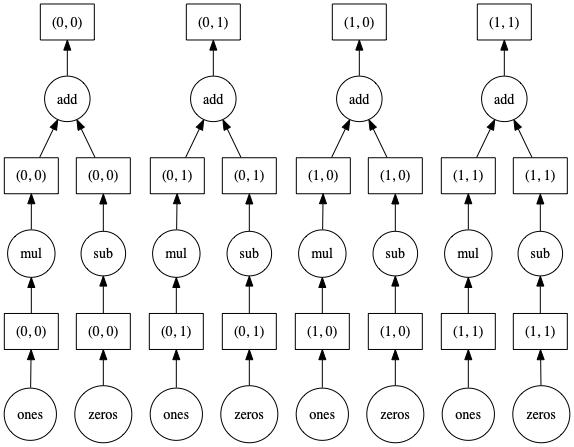 (0, 0) (0, 1) (1, 0) (1, 1)
add add add add
(0, 0) (0, 0) (0, 1) (0, 1) (1, 0) (1, 0) (1, 1) (1, 1)
mul sub mul sub mul sub mul sub
(0, 0) (0, 0) (0, 1) (0, 1) (1, 0) (1, 0) (1, 1) (1, 1)
ones zeros ones zeros ones zeros ones zeros